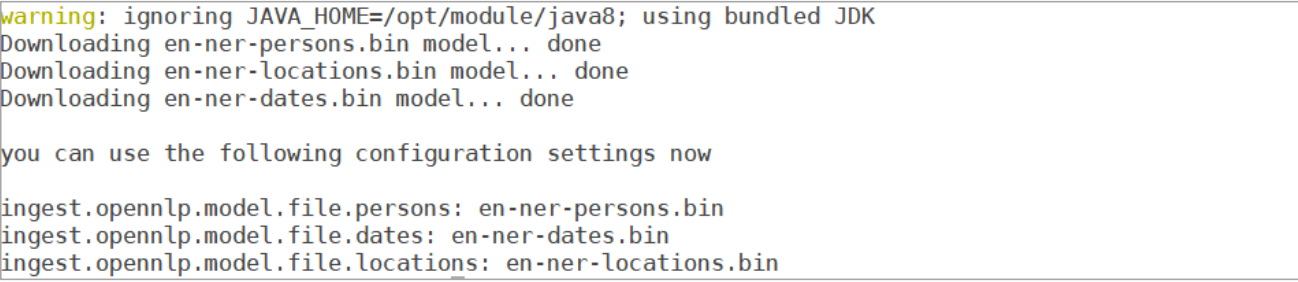 warning: ignoring JAVA_HOME=/opt/module/java8; using bundled JDK
Downloading en-ner-persons.bin model... done
Downloading en-ner-locations.bin model... done
Downloading en-ner-dates.bin model... done
you can use the following configuration settings now
ingest.opennlp.model.file.persons: en-ner-persons.bin
ingest.opennlp.model.file.dates: en-ner-dates.bin
ingest.opennlp.model.file.locations: en-ner-locations.bin